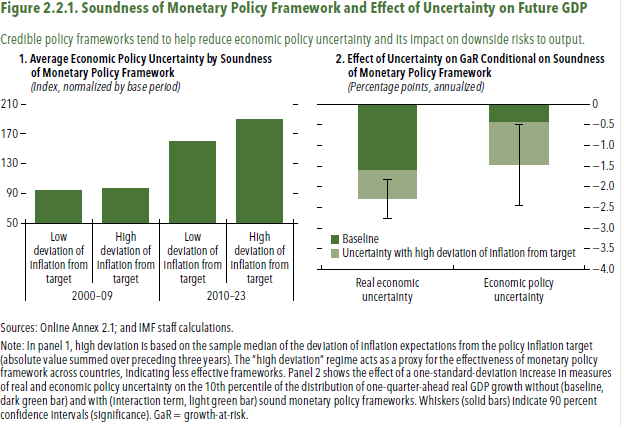 Figure 2.2.1. Soundness of Monetary Policy Framework and Effect of Uncertainty on Future GDP
Credible policy frameworks tend to help reduce economic policy uncertainty and its impact on downside risks to output.
1. Average Economic Policy Uncertainty by Soundness
of Monetary Policy Framework
(Index, normalized by base period)
210
170
130
90
50
Low
deviation of
inflation from
target
High
deviation of
inflation from
target
Low
deviation of
inflation from
target
High
deviation of
inflation from
target
2000–09
2010–23
2. Effect of Uncertainty on GaR Conditional on Soundness
of Monetary Policy Framework
(Percentage points, annualized)
0
–0.5
–1.0
–1.5
–2.0
–2.5
–3.0
–3.5
–4.0
Baseline
Uncertainty with high deviation of inflation from target
Real economic
uncertainty
Economic policy
uncertainty
Sources: Online Annex 2.1; and IMF staff calculations.
Note: In panel 1, high deviation is based on the sample median of the deviation of inflation expectations from the policy inflation target
(absolute value summed over preceding three years). The "high deviation" regime acts as a proxy for the effectiveness of monetary policy
framework across countries, indicating less effective frameworks. Panel 2 shows the effect of a one-standard-deviation increase in measures
of real and economic policy uncertainty on the 10th percentile of the distribution of one-quarter-ahead real GDP growth without (baseline,
dark green bar) and with (interaction term, light green bar) sound monetary policy frameworks. Whiskers (solid bars) indicate 90 percent
confidence intervals (significance). GaR = growth-at-risk.